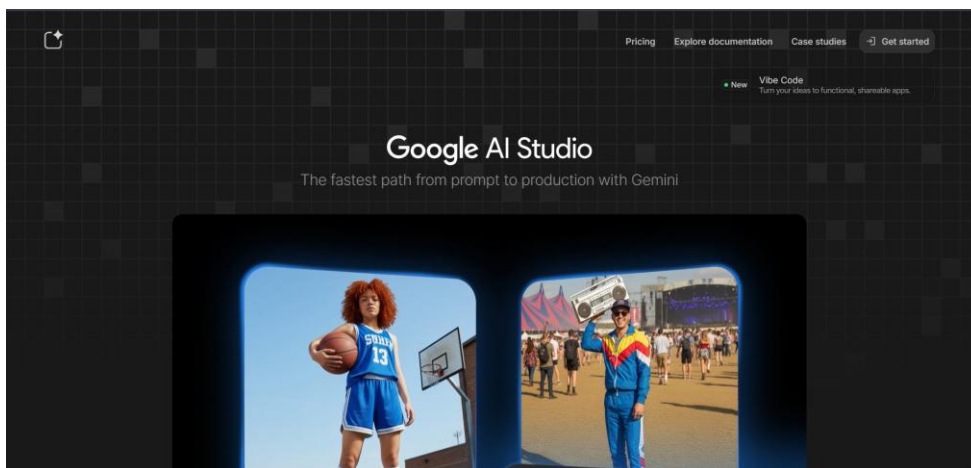 Pricing
Explore documentation
Case studies
Get started
New
Vibe Code
Turn your ideas to functional, shareable apps.
Google AI Studio
The fastest path from prompt to production with Gemini
13